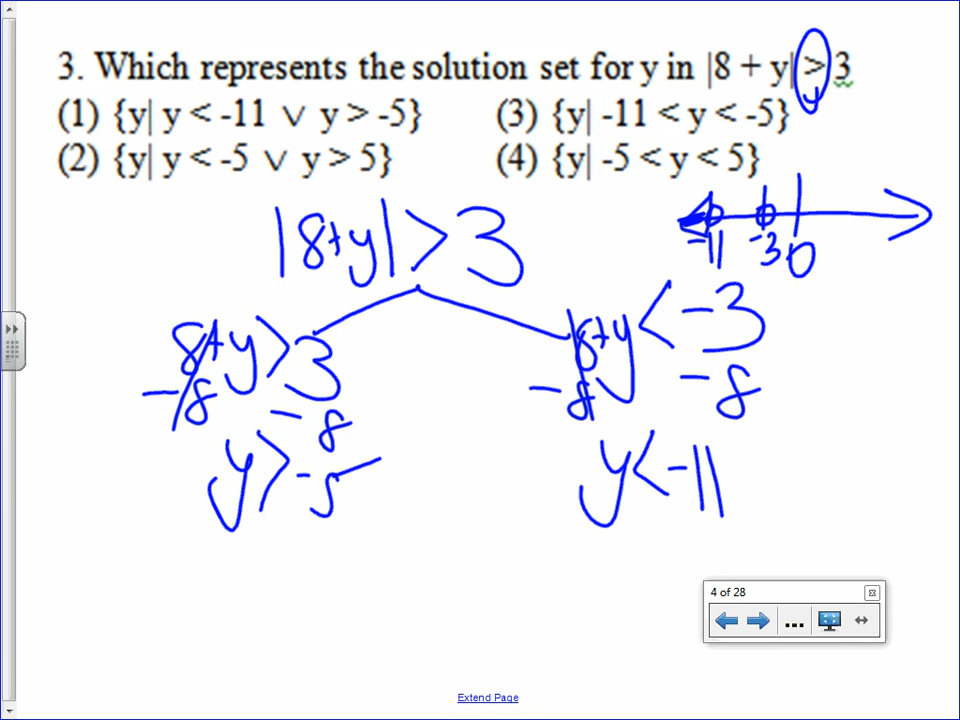 3. Which represents the solution set for y in |8 + y| > 3
(1) {y| y < -11 ∨ y > -5}
(3) {y| -11 < y < -5}
(2) {y| y < -5 ∨ y > 5}
(4) {y| -5 < y < 5}
-11 -3 0
|8+y| > 3
8+y > 3
8+y < -3
-8 -8
-8 -8
y > -5
y < -11
4 of 28
...
Extend Page